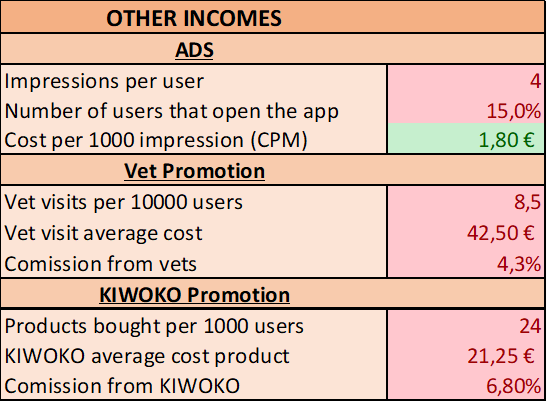 OTHER INCOMES
ADS
Impressions per user 4
Number of users that open the app 15,0%
Cost per 1000 impression (CPM) 1,80 €
Vet Promotion
Vet visits per 10000 users 8,5
Vet visit average cost 42,50 €
Comission from vets 4,3%
KIWOKO Promotion
Products bought per 1000 users 24
KIWOKO average cost product 21,25 €
Comission from KIWOKO 6,80%